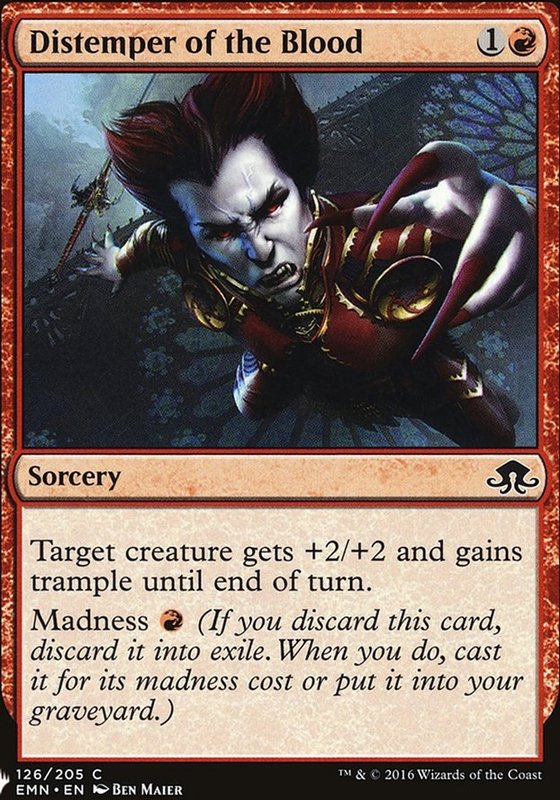 Distemper of the Blood 1
Sorcery
Target creature gets +2/+2 and gains
trample until end of turn.
Madness (If you discard this card,
discard it into exile. When you do, cast
it for its madness cost or put it into your
graveyard.)
126/205 C
EMN • EN Ben Maier
™ & © 2016 Wizards of the Coast